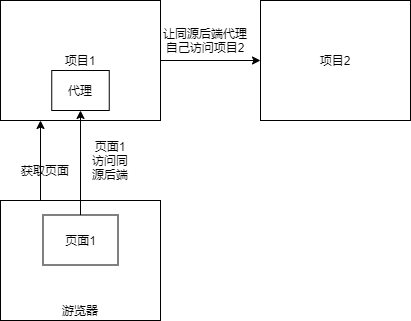 项目1
代理
让同源后端代理
自己访问项目2
项目2
获取页面
页面1
访问同
源后端
页面1
游览器